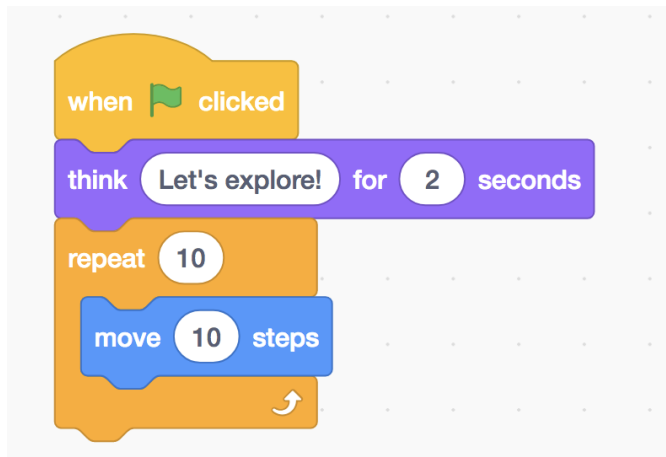 when clicked
think Let's explore! for 2 seconds
repeat 10
move 10 steps